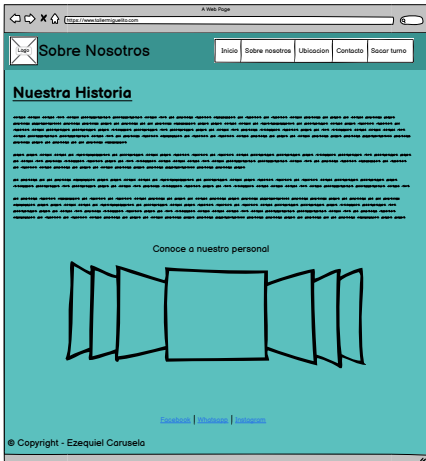 A Web Page
https://www.tallermiguelito.com
Logo
Sobre Nosotros
Inicio
Sobre nosotros
Ubicacion
Contacto
Sacar turno
Nuestra Historia
Conoce a nuestro personal
Facebook | Whatsapp | Instagram
© Copyright - Ezequiel Carusela